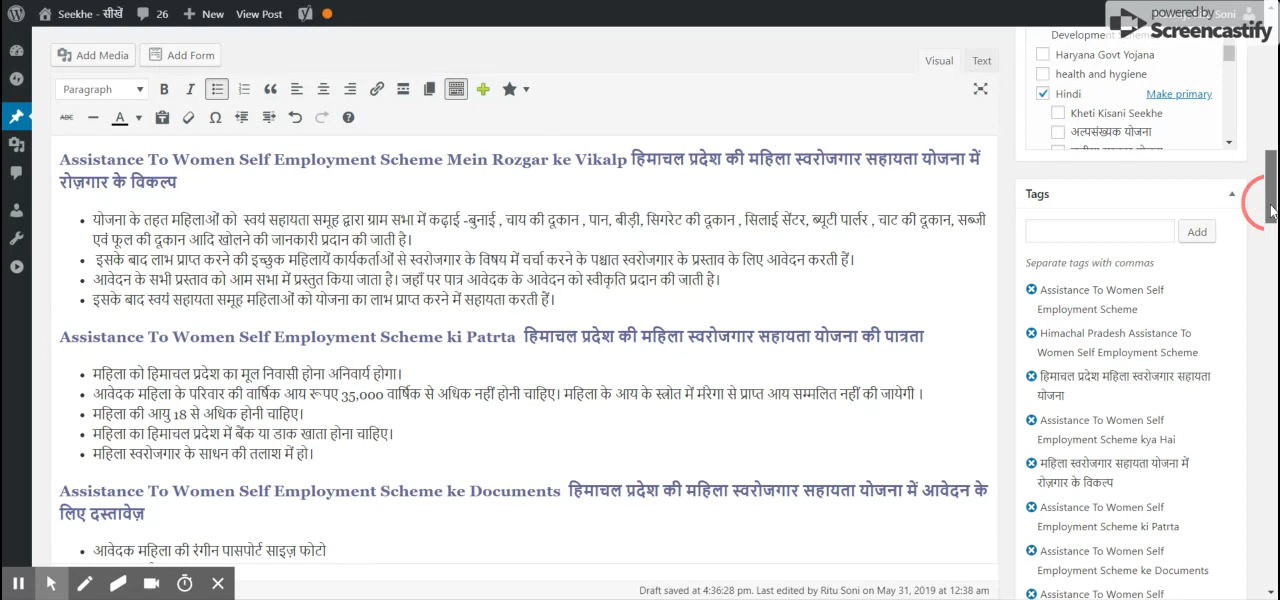 Seekhe - सीखें 26 New View Post
Soni
powered by
Screencastify
Add Media Add Form
Visual Text
Paragraph
Assistance To Women Self Employment Scheme Mein Rozgar ke Vikalp हिमाचल प्रदेश की महिला स्वरोजगार सहायता योजना में
रोज़गार के विकल्प
योजना के तहत महिलाओं को स्वयं सहायता समूह द्वारा ग्राम सभा में कढ़ाई -बुनाई , चाय की दूकान , पान, बीड़ी, सिगरेट की दूकान , सिलाई सेंटर, ब्यूटी पार्लर , चाट की दूकान, सब्जी
एवं फूल की दूकान आदि खोलने की जानकारी प्रदान की जाती है।
इसके बाद लाभ प्राप्त करने की इच्छुक महिलायें कार्यकर्ताओं से स्वरोजगार के विषय में चर्चा करने के पश्चात स्वरोजगार के प्रस्ताव के लिए आवेदन करती हैं।
आवेदन के सभी प्रस्ताव को आम सभा में प्रस्तुत किया जाता है। जहाँ पर पात्र आवेदक के आवेदन को स्वीकृति प्रदान की जाती है।
इसके बाद स्वयं सहायता समूह महिलाओं को योजना का लाभ प्राप्त करने में सहायता करती हैं।
Assistance To Women Self Employment Scheme ki Patrta हिमाचल प्रदेश की महिला स्वरोजगार सहायता योजना की पात्रता
महिला को हिमाचल प्रदेश का मूल निवासी होना अनिवार्य होगा।
आवेदक महिला के परिवार की वार्षिक आय रूपए 35,000 वार्षिक से अधिक नहीं होनी चाहिए। महिला के आय के स्त्रोत में मंरेगा से प्राप्त आय सम्मलित नहीं की जायेगी ।
महिला की आयु 18 से अधिक होनी चाहिए।
महिला का हिमाचल प्रदेश में बैंक या डाक खाता होना चाहिए।
महिला स्वरोजगार के साधन की तलाश में हो।
Assistance To Women Self Employment Scheme ke Documents हिमाचल प्रदेश की महिला स्वरोजगार सहायता योजना में आवेदन के
लिए दस्तावेज़
आवेदक महिला की रंगीन पासपोर्ट साइज़ फोटो
Draft saved at 4:36:28 pm. Last edited by Ritu Soni on May 31, 2019 at 12:38 am
Haryana Govt Yojana
health and hygiene
Hindi Make primary
Kheti Kisani Seekhe
अल्पसंख्यक योजना
Tags
Add
Separate tags with commas
Assistance To Women Self
Employment Scheme
Himachal Pradesh Assistance To
Women Self Employment Scheme
हिमाचल प्रदेश महिला स्वरोजगार सहायता
योजना
Assistance To Women Self
Employment Scheme kya Hai
महिला स्वरोजगार सहायता योजना में
रोज़गार के विकल्प
Assistance To Women Self
Employment Scheme ki Patrta
Assistance To Women Self
Employment Scheme ke Documents
Assistance To Women Self